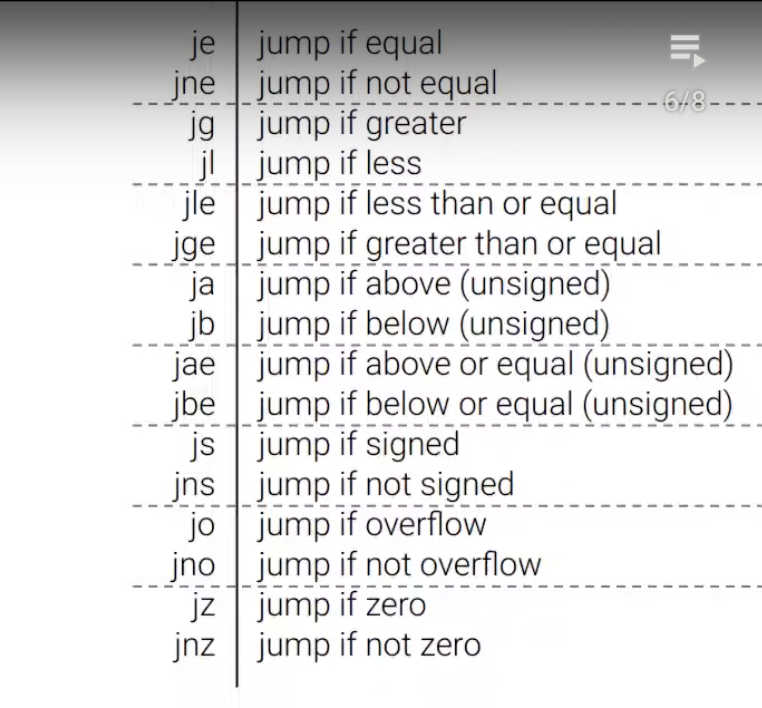 je jump if equal
jne jump if not equal
6/8
jg jump if greater
jl jump if less
jle jump if less than or equal
jge jump if greater than or equal
ja jump if above (unsigned)
jb jump if below (unsigned)
jae jump if above or equal (unsigned)
jbe jump if below or equal (unsigned)
js jump if signed
jns jump if not signed
jo jump if overflow
jno jump if not overflow
jz jump if zero
jnz jump if not zero